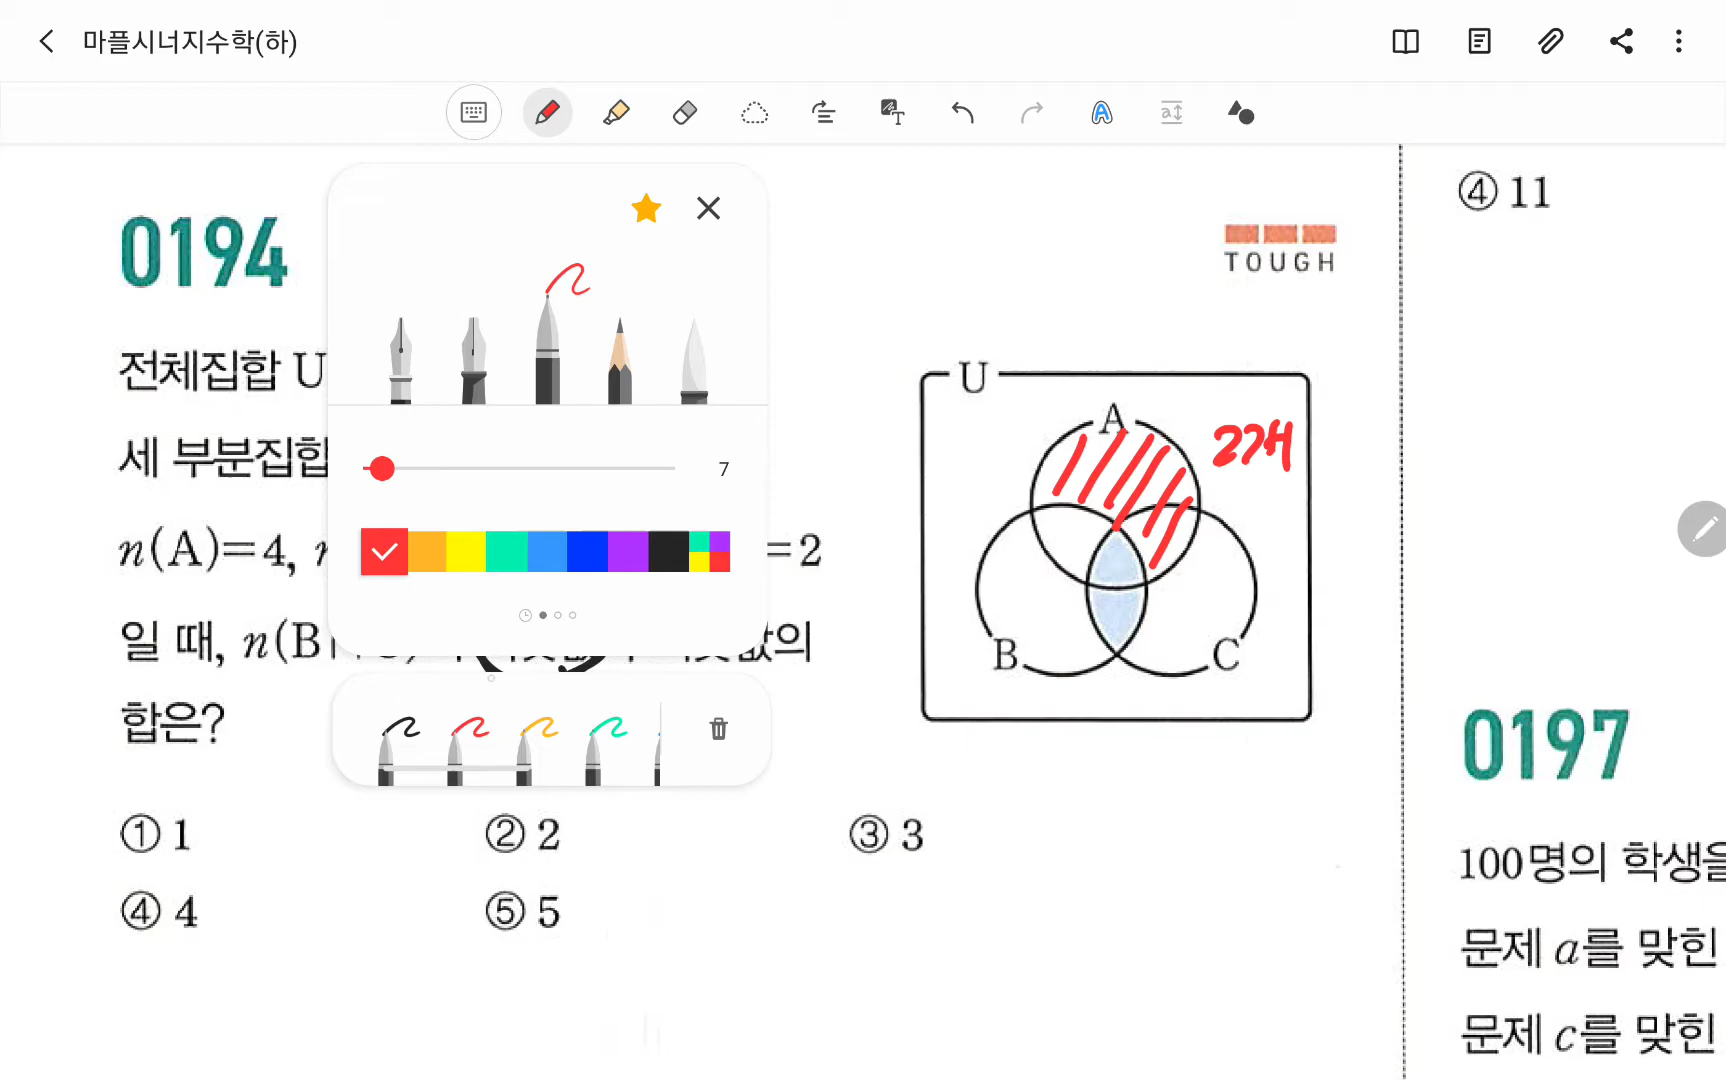 마플시너지수학(하)
0194
TOUGH
전체집합 U
세 부분집합
n(A)=4,
=2
일 때, n(B
값의
합은?
① 1
② 2
③ 3
④ 4
⑤ 5
7
U
A
2개
B
C
④ 11
0197
100명의 학생을
문제 a를 맞힌
문제 c를 맞힌